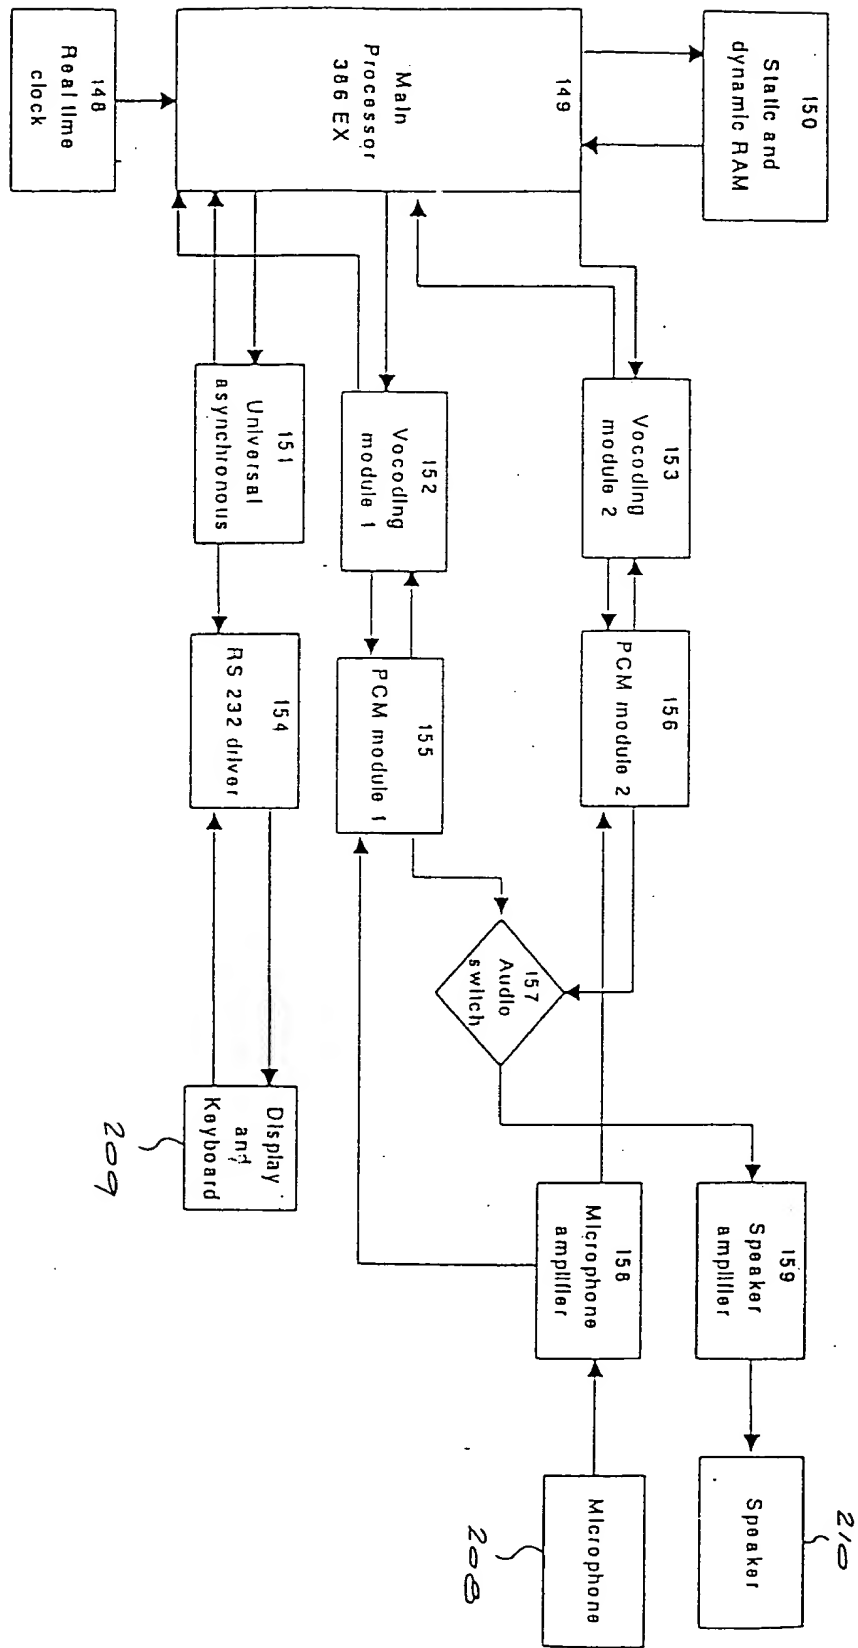 150
Static and
dynamic RAM
149
Main
Processor
386 EX
148
Real time
clock
153
Vocoding
module 2
152
Vocoding
module 1
151
Universal
asynchronous
156
PCM module 2
155
PCM module 1
154
RS 232 driver
157
Audio
switch
159
Speaker
amplifier
158
Microphone
amplifier
Display
and
Keyboard
209
Speaker
210
Microphone
208